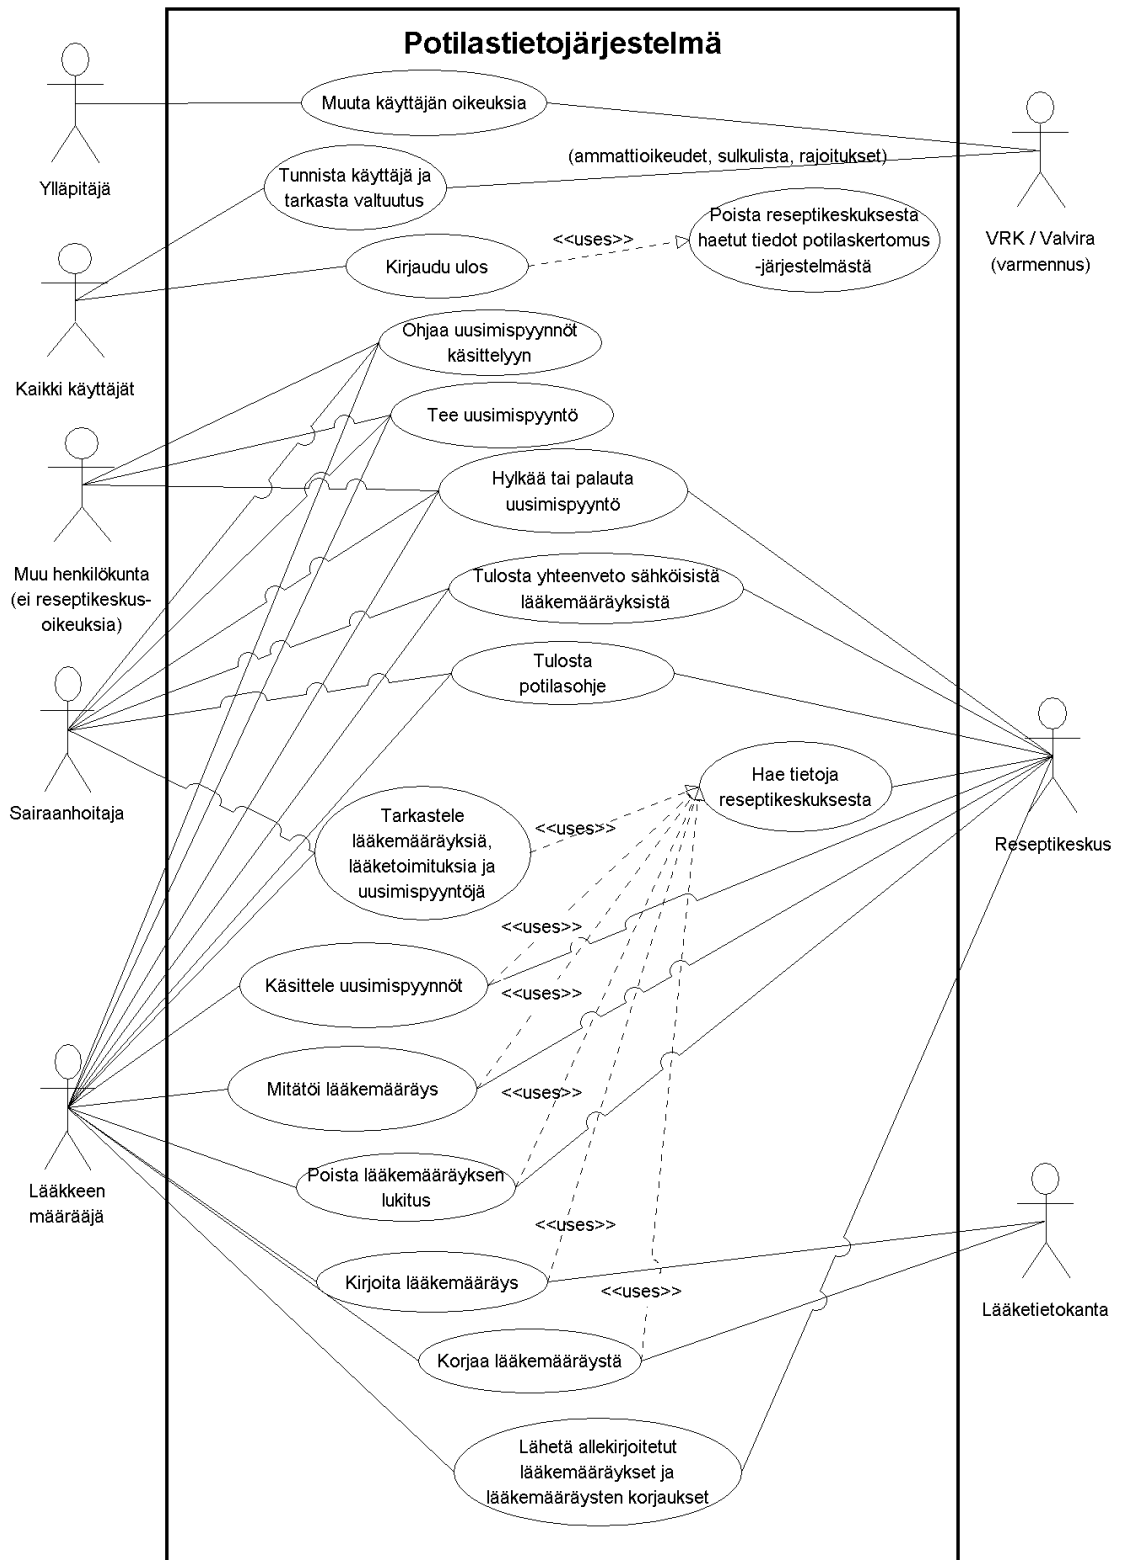 Potilastietojärjestelmä
Muuta käyttäjän oikeuksia
Ylläpitäjä
(ammattioikeudet, sulkulista, rajoitukset)
Tunnista käyttäjä ja
tarkasta valtuutus
VRK / Valvira
(varmennus)
Poista reseptikeskuksesta
haetut tiedot potilaskertomus
-järjestelmästä
<<uses>>
Kirjaudu ulos
Kaikki käyttäjät
Ohjaa uusimispyynnöt
käsittelyyn
Tee uusimispyyntö
Hylkää tai palauta
uusimispyyntö
Muu henkilökunta
(ei reseptikeskus-
oikeuksia)
Tulosta yhteenveto sähköisistä
lääkemääräyksistä
Tulosta
potilasohje
Sairaanhoitaja
Hae tietoja
reseptikeskuksesta
Reseptikeskus
Tarkastele
lääkemääräyksiä,
lääketoimituksia ja
uusimispyyntöjä
<<uses>>
<<uses>>
Käsittele uusimispyynnöt
<<uses>>
Mitätöi lääkemääräys
<<uses>>
Lääkkeen
määrääjä
Poista lääkemääräyksen
lukitus
<<uses>>
Kirjoita lääkemääräys
<<uses>>
Lääketietokanta
Korjaa lääkemääräystä
Lähetä allekirjoitetut
lääkemääräykset ja
lääkemääräysten korjaukset